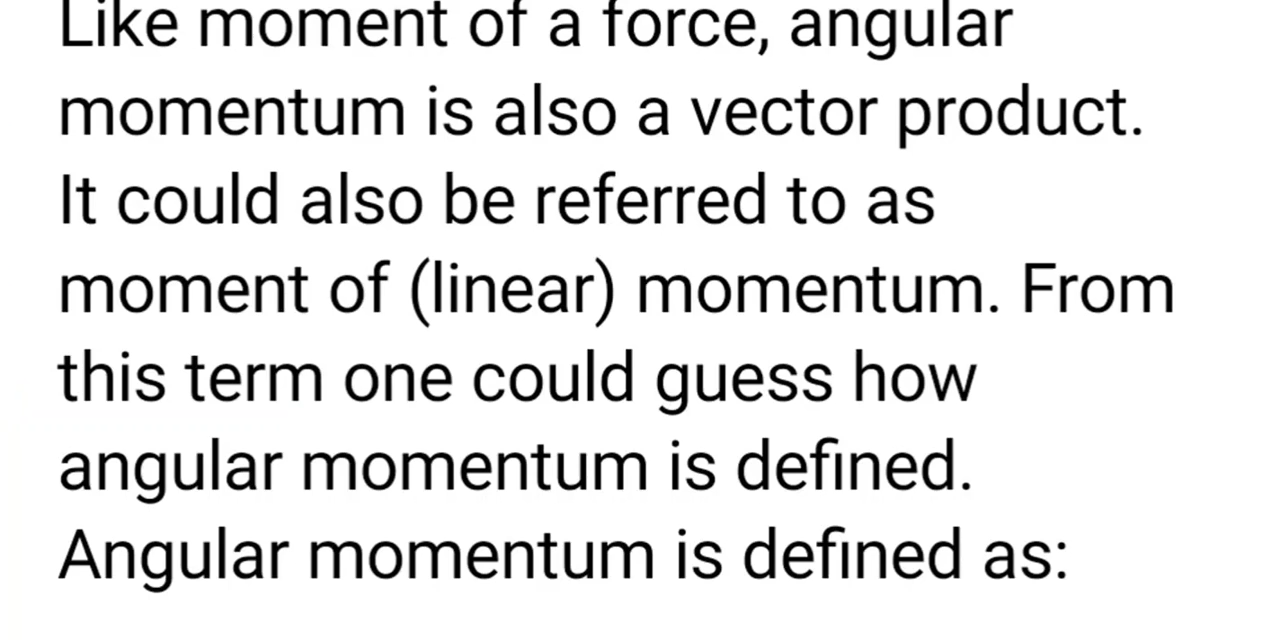 Like moment of a force, angular
momentum is also a vector product.
It could also be referred to as
moment of (linear) momentum. From
this term one could guess how
angular momentum is defined.
Angular momentum is defined as: